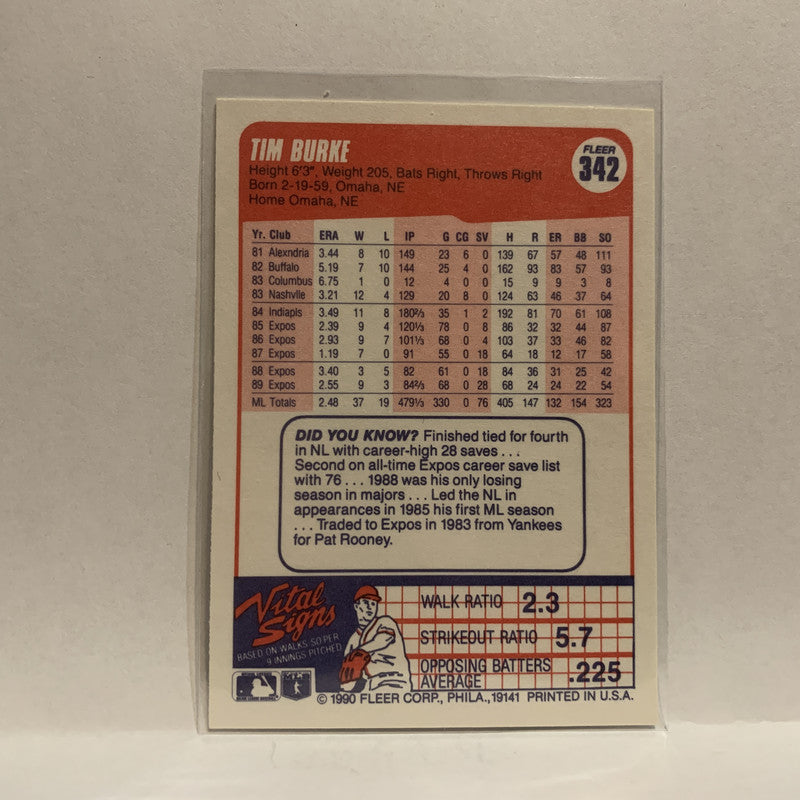 TIM BURKE
FLEER
342
Height 6'3", Weight 205, Bats Right, Throws Right
Born 2-19-59, Omaha, NE
Home Omaha, NE
Yr. Club ERA W L IP G CG SV H R ER BB SO
81 Alexndria 3.44 8 10 149 23 6 0 139 67 57 48 111
82 Buffalo 5.19 7 10 144 25 4 0 162 93 83 57 93
83 Columbus 6.75 1 0 12 4 0 0 15 9 9 3 8
83 Nashvlle 3.21 12 4 129 20 8 0 124 63 46 37 64
84 Indiapls 3.49 11 8 180⅔ 35 1 2 192 81 70 61 108
85 Expos 2.39 9 4 120⅓ 78 0 8 86 32 32 44 87
86 Expos 2.93 9 7 101⅓ 68 0 4 103 37 33 46 82
87 Expos 1.19 7 0 91 55 0 18 64 18 12 17 58
88 Expos 3.40 3 5 82 61 0 18 84 36 31 25 42
89 Expos 2.55 9 3 84⅔ 68 0 28 68 24 24 22 54
ML Totals 2.48 37 19 479⅓ 330 0 76 405 147 132 154 323
DID YOU KNOW? Finished tied for fourth
in NL with career-high 28 saves . . .
Second on all-time Expos career save list
with 76 . . . 1988 was his only losing
season in majors . . . Led the NL in
appearances in 1985 his first ML season
. . . Traded to Expos in 1983 from Yankees
for Pat Rooney.
Vital
Signs
BASED ON WALKS, SO PER
9 INNINGS PITCHED
WALK RATIO 2.3
STRIKEOUT RATIO 5.7
OPPOSING BATTERS
AVERAGE .225
© 1990 FLEER CORP., PHILA., 19141 PRINTED IN U.S.A.